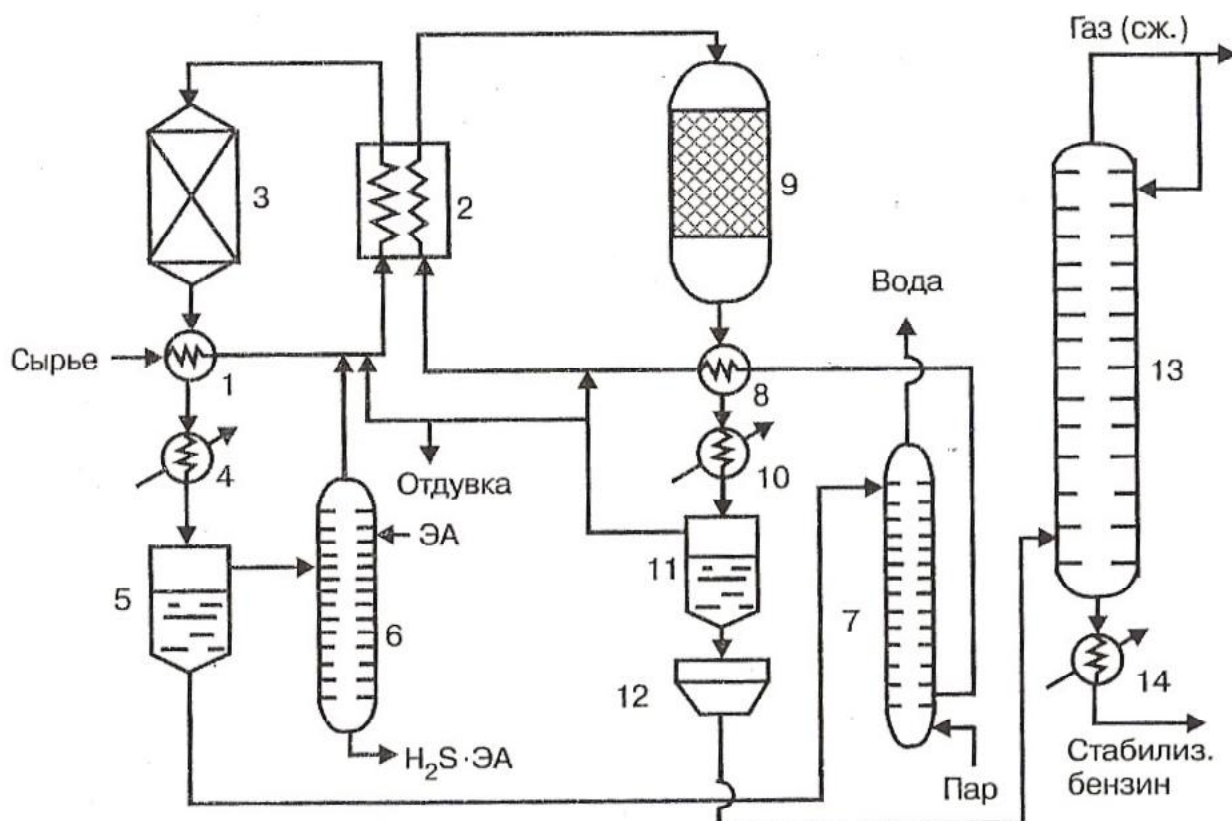 Газ (сж.)
3
2
9
Вода
Сырье
1
8
13
4
Отдувка
10
ЭА
5
11
6
7
12
14
H₂S·ЭА
Пар
Стабилиз.
бензин